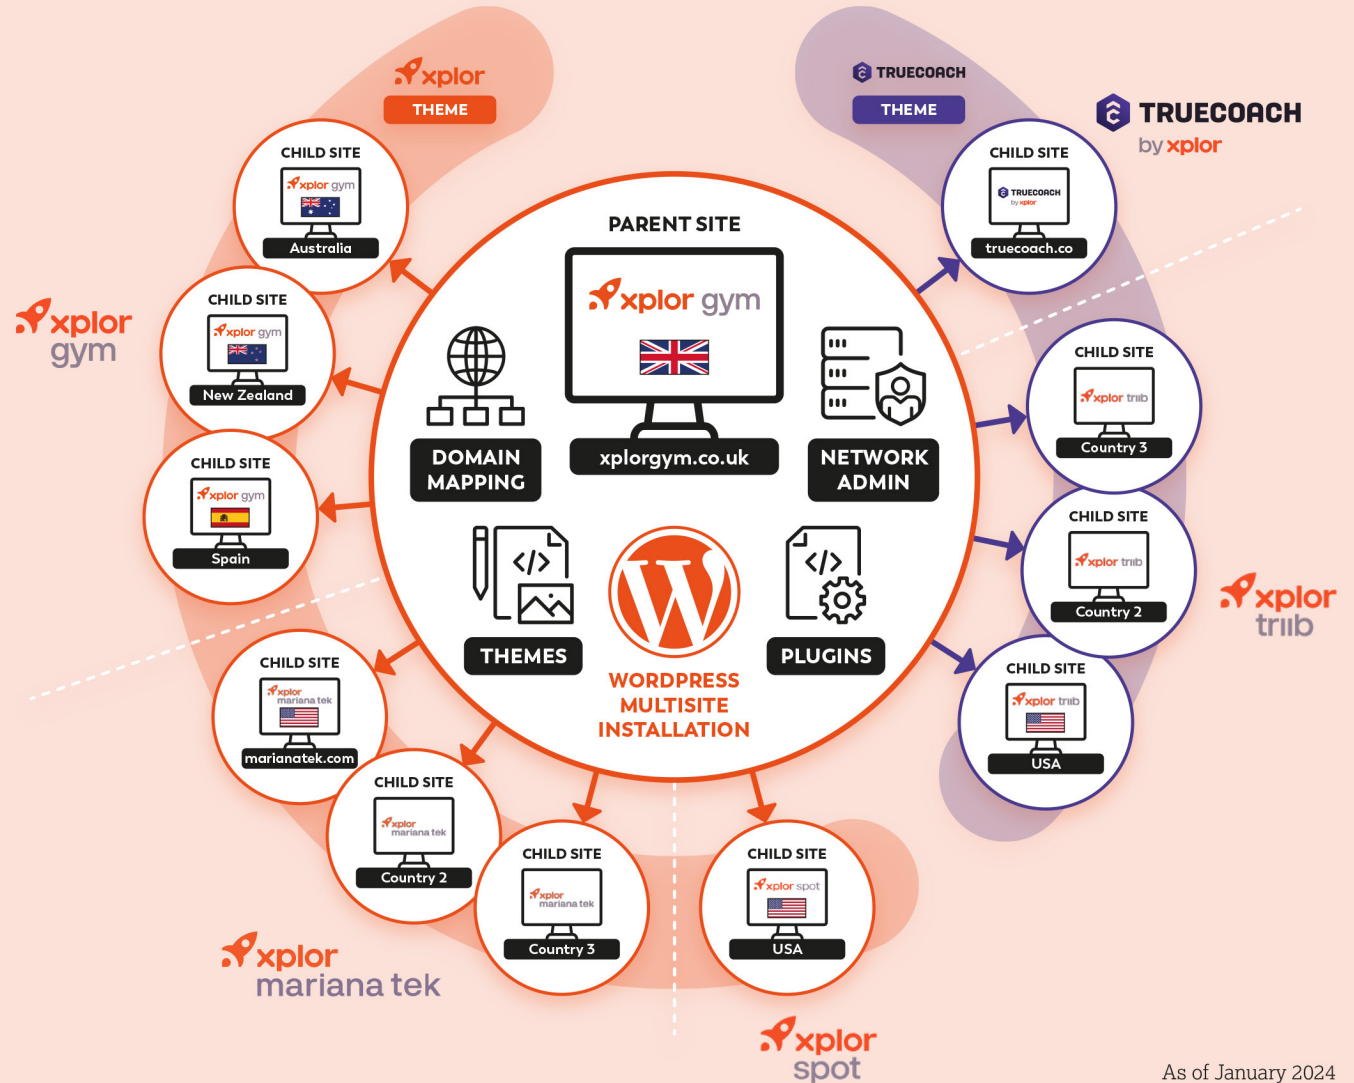 xplor
THEME
TRUECOACH
THEME
TRUECOACH
by xplor
CHILD SITE
xplor gym
Australia
CHILD SITE
TRUECOACH
by xplor
truecoach.co
PARENT SITE
xplor gym
xplorgym.co.uk
DOMAIN
MAPPING
NETWORK
ADMIN
THEMES
PLUGINS
WORDPRESS
MULTISITE
INSTALLATION
xplor
gym
CHILD SITE
xplor gym
New Zealand
CHILD SITE
xplor gym
Spain
CHILD SITE
xplor triib
Country 3
CHILD SITE
xplor triib
Country 2
xplor
triib
CHILD SITE
xplor triib
USA
CHILD SITE
xplor
mariana tek
marianatek.com
CHILD SITE
xplor
mariana tek
Country 2
CHILD SITE
xplor
mariana tek
Country 3
xplor
mariana tek
CHILD SITE
xplor spot
USA
xplor
spot
As of January 2024